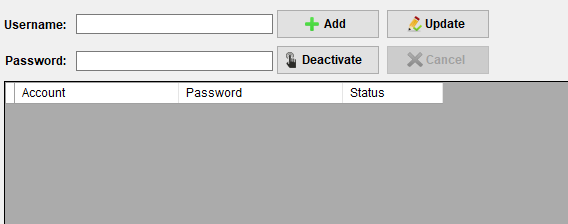 Username: Add Update
Password: Deactivate Cancel
Account Password Status